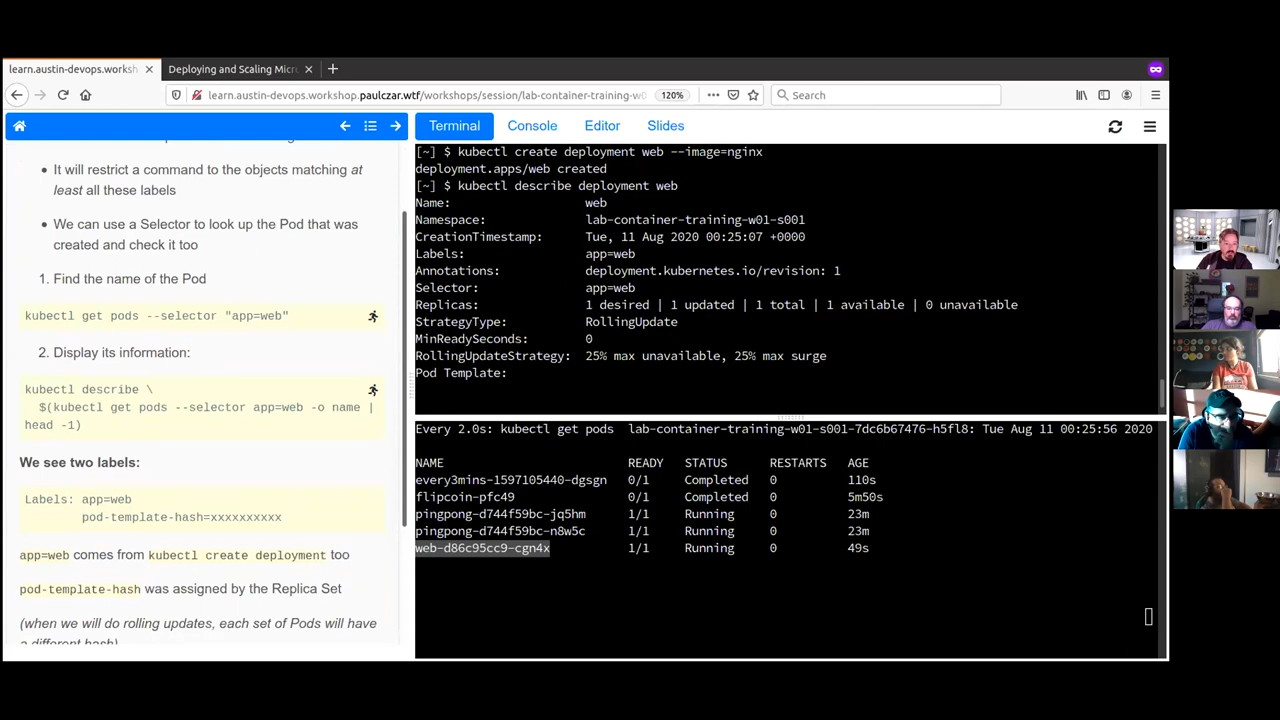 learn.austin-devops.worksh
Deploying and Scaling Micr
learn.austin-devops.workshop.paulczar.wtf/workshops/session/lab-container-training-w0
120%
Search
Terminal
Console
Editor
Slides
It will restrict a command to the objects matching at
least all these labels
We can use a Selector to look up the Pod that was
created and check it too
1. Find the name of the Pod
kubectl get pods --selector "app=web"
2. Display its information:
kubectl describe \
$(kubectl get pods --selector app=web -o name |
head -1)
We see two labels:
Labels: app=web
pod-template-hash=xxxxxxxxxx
app=web comes from kubectl create deployment too
pod-template-hash was assigned by the Replica Set
(when we will do rolling updates, each set of Pods will have
a different hash)
[~] $ kubectl create deployment web --image=nginx
deployment.apps/web created
[~] $ kubectl describe deployment web
Name: web
Namespace: lab-container-training-w01-s001
CreationTimestamp: Tue, 11 Aug 2020 00:25:07 +0000
Labels: app=web
Annotations: deployment.kubernetes.io/revision: 1
Selector: app=web
Replicas: 1 desired | 1 updated | 1 total | 1 available | 0 unavailable
StrategyType: RollingUpdate
MinReadySeconds: 0
RollingUpdateStrategy: 25% max unavailable, 25% max surge
Pod Template:
Every 2.0s: kubectl get pods lab-container-training-w01-s001-7dc6b67476-h5fl8: Tue Aug 11 00:25:56 2020
NAME READY STATUS RESTARTS AGE
every3mins-1597105440-dgsgn 0/1 Completed 0 110s
flipcoin-pfc49 0/1 Completed 0 5m50s
pingpong-d744f59bc-jq5hm 1/1 Running 0 23m
pingpong-d744f59bc-n8w5c 1/1 Running 0 23m
web-d86c95cc9-cgn4x 1/1 Running 0 49s